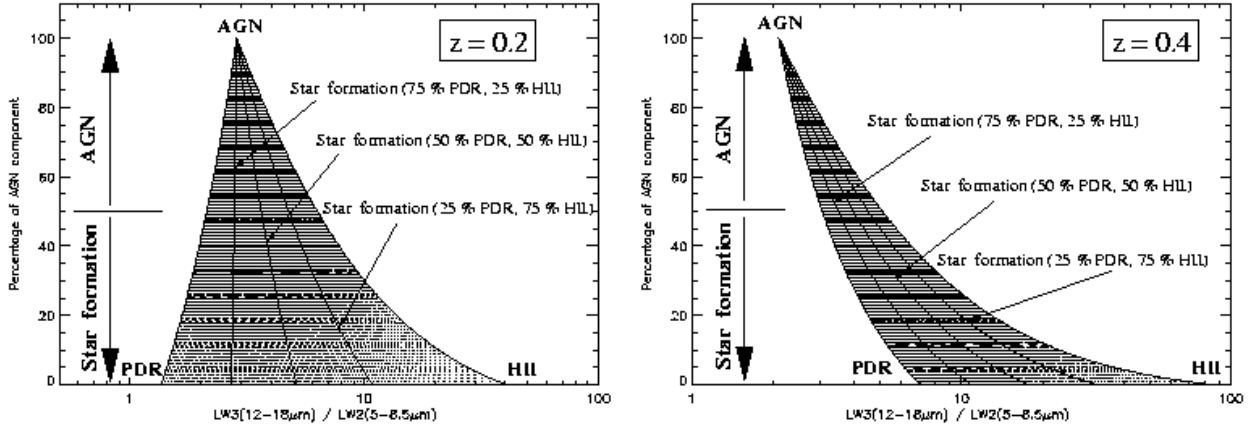 AGN
z = 0.2
100
80
60
40
20
0
Percentage of AGN component
AGN
Star formation
Star formation (75 % PDR, 25 % HII)
Star formation (50 % PDR, 50 % HII)
Star formation (25 % PDR, 75 % HII)
PDR
HII
1
10
100
LW3(12-18μm) / LW2(5-8.5μm)
AGN
z = 0.4
100
80
60
40
20
0
Percentage of AGN component
AGN
Star formation
Star formation (75 % PDR, 25 % HII)
Star formation (50 % PDR, 50 % HII)
Star formation (25 % PDR, 75 % HII)
PDR
HII
1
10
100
LW3(12-18μm) / LW2(5-8.5μm)